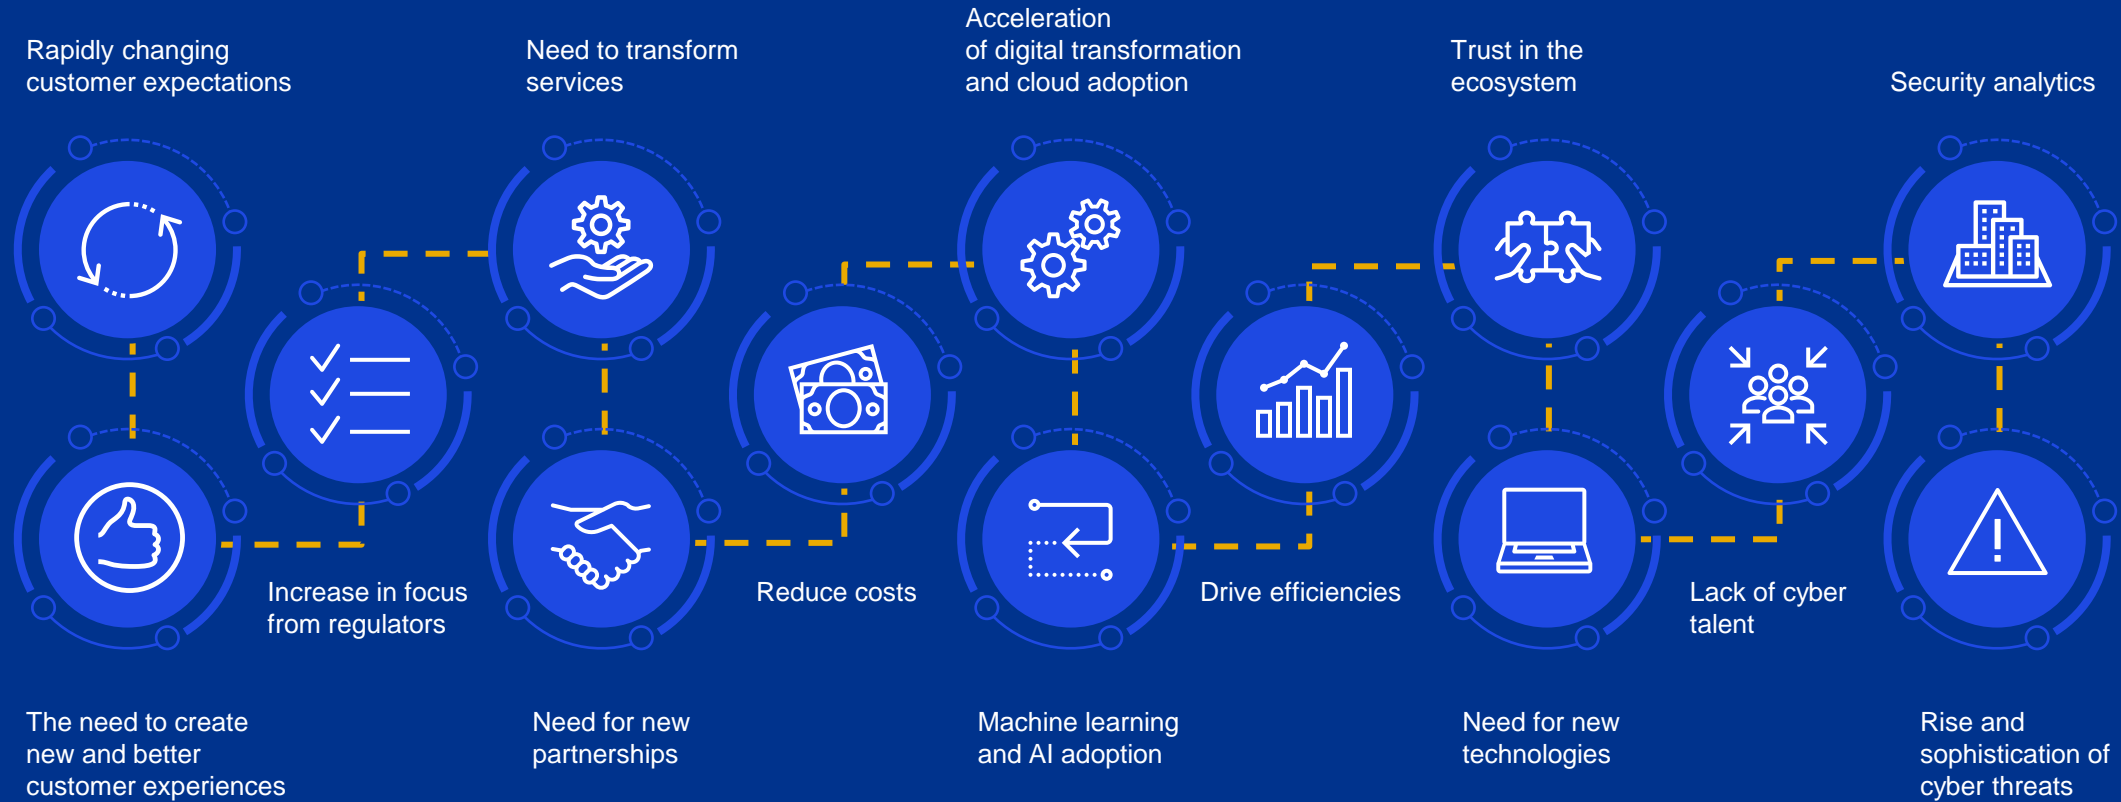 Rapidly changing
customer expectations
Need to transform
services
Acceleration
of digital transformation
and cloud adoption
Trust in the
ecosystem
Security analytics
Increase in focus
from regulators
Reduce costs
Drive efficiencies
Lack of cyber
talent
The need to create
new and better
customer experiences
Need for new
partnerships
Machine learning
and AI adoption
Need for new
technologies
Rise and
sophistication of
cyber threats